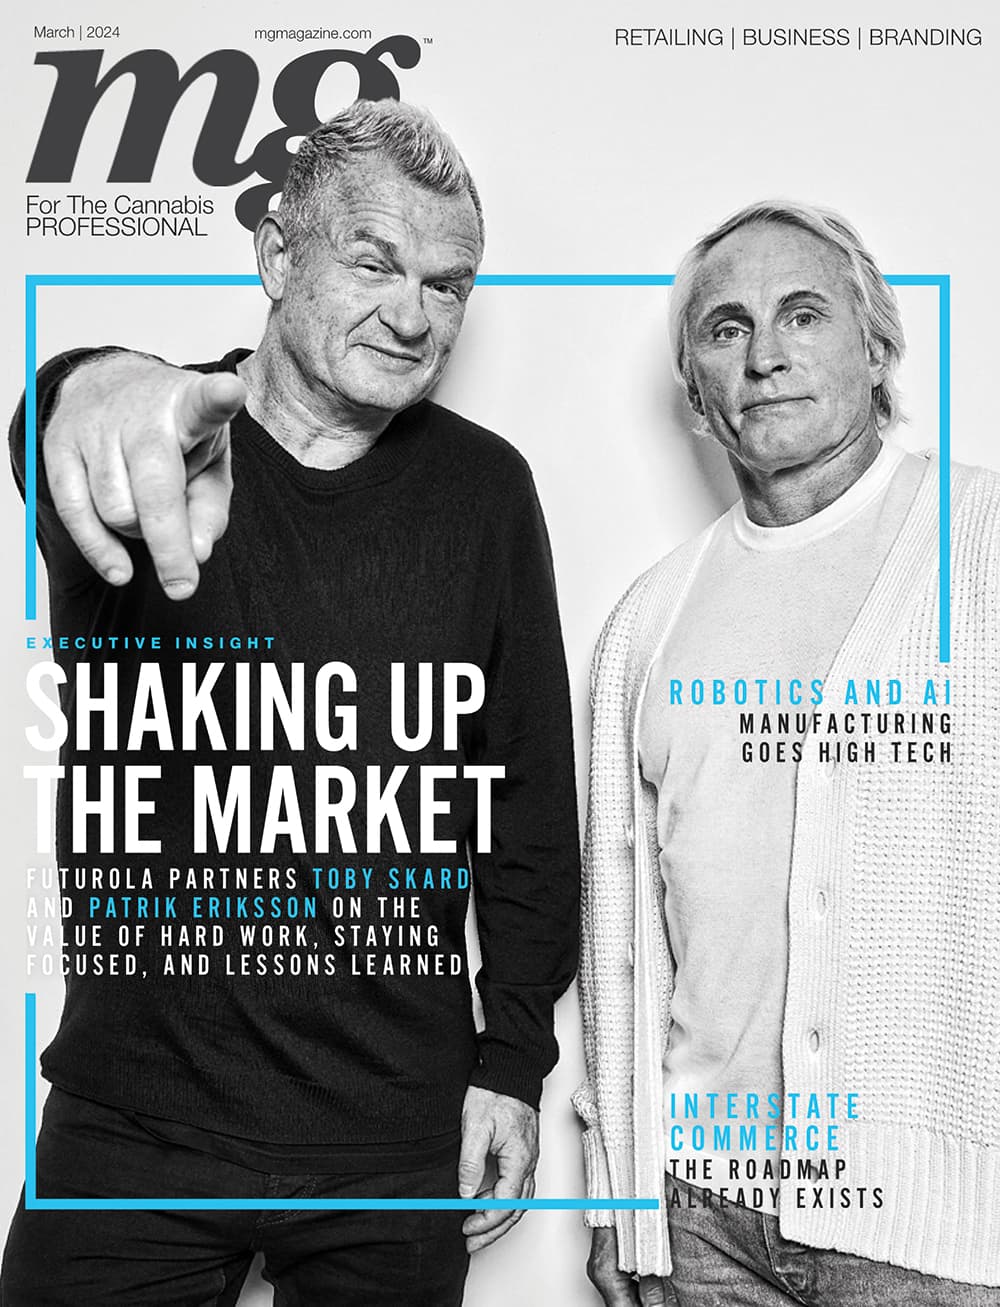 March | 2024
mgmagazine.com
RETAILING | BUSINESS | BRANDING
mg™
For The Cannabis
PROFESSIONAL
EXECUTIVE INSIGHT
SHAKING UP
THE MARKET
FUTUROLA PARTNERS TOBY SKARD
AND PATRIK ERIKSSON ON THE
VALUE OF HARD WORK, STAYING
FOCUSED, AND LESSONS LEARNED
ROBOTICS AND AI
MANUFACTURING
GOES HIGH TECH
INTERSTATE
COMMERCE
THE ROADMAP
ALREADY EXISTS